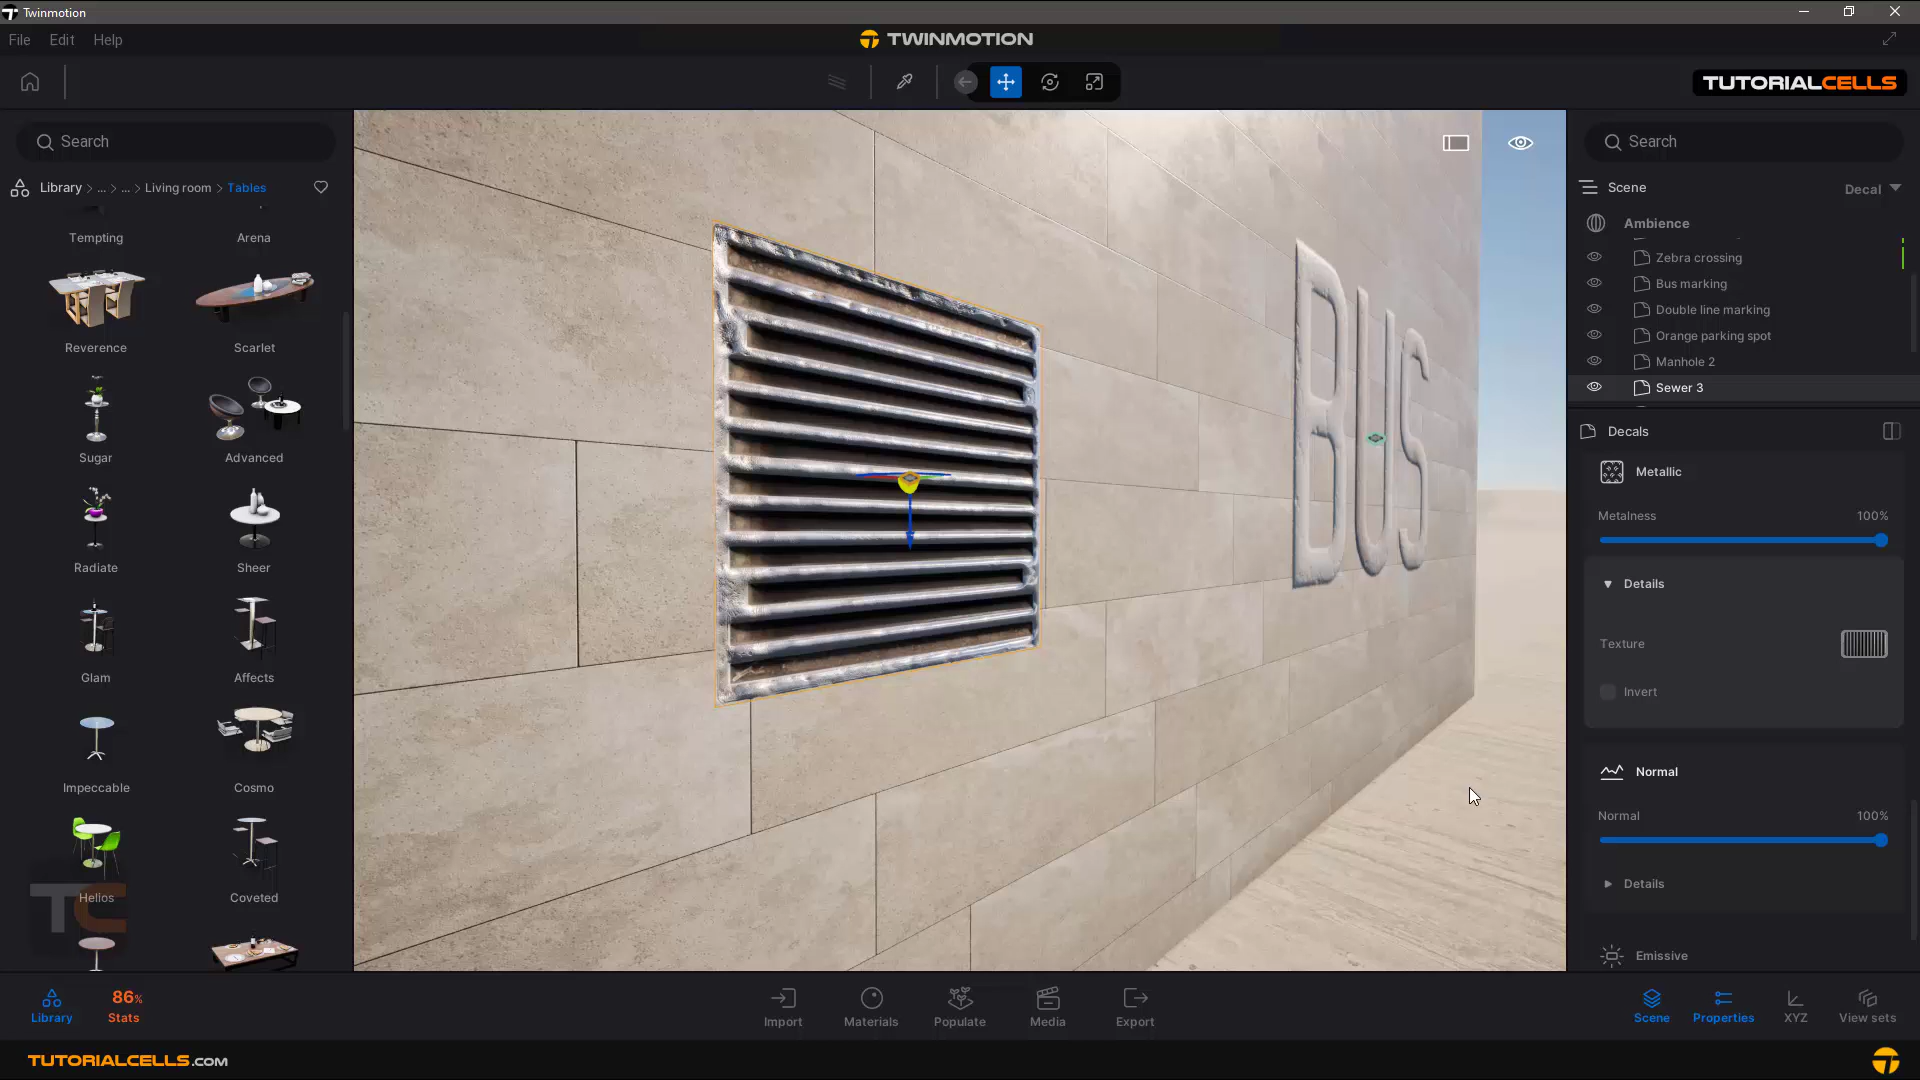 Twinmotion
File Edit Help
TWINMOTION
TUTORIALCELLS
Search
Library > ... > ... > Living room > Tables
Tempting Arena
Reverence Scarlet
Sugar Advanced
Radiate Sheer
Glam Affects
Impeccable Cosmo
Helios Coveted
TC
BUS
Search
Scene Decal
Ambience
Zebra crossing
Bus marking
Double line marking
Orange parking spot
Manhole 2
Sewer 3
Decals
Metallic
Metalness 100%
Details
Texture
Invert
Normal
Normal 100%
Details
Emissive
Library
86%
Stats
Import Materials Populate Media Export
Scene Properties XYZ View sets
TUTORIALCELLS.COM